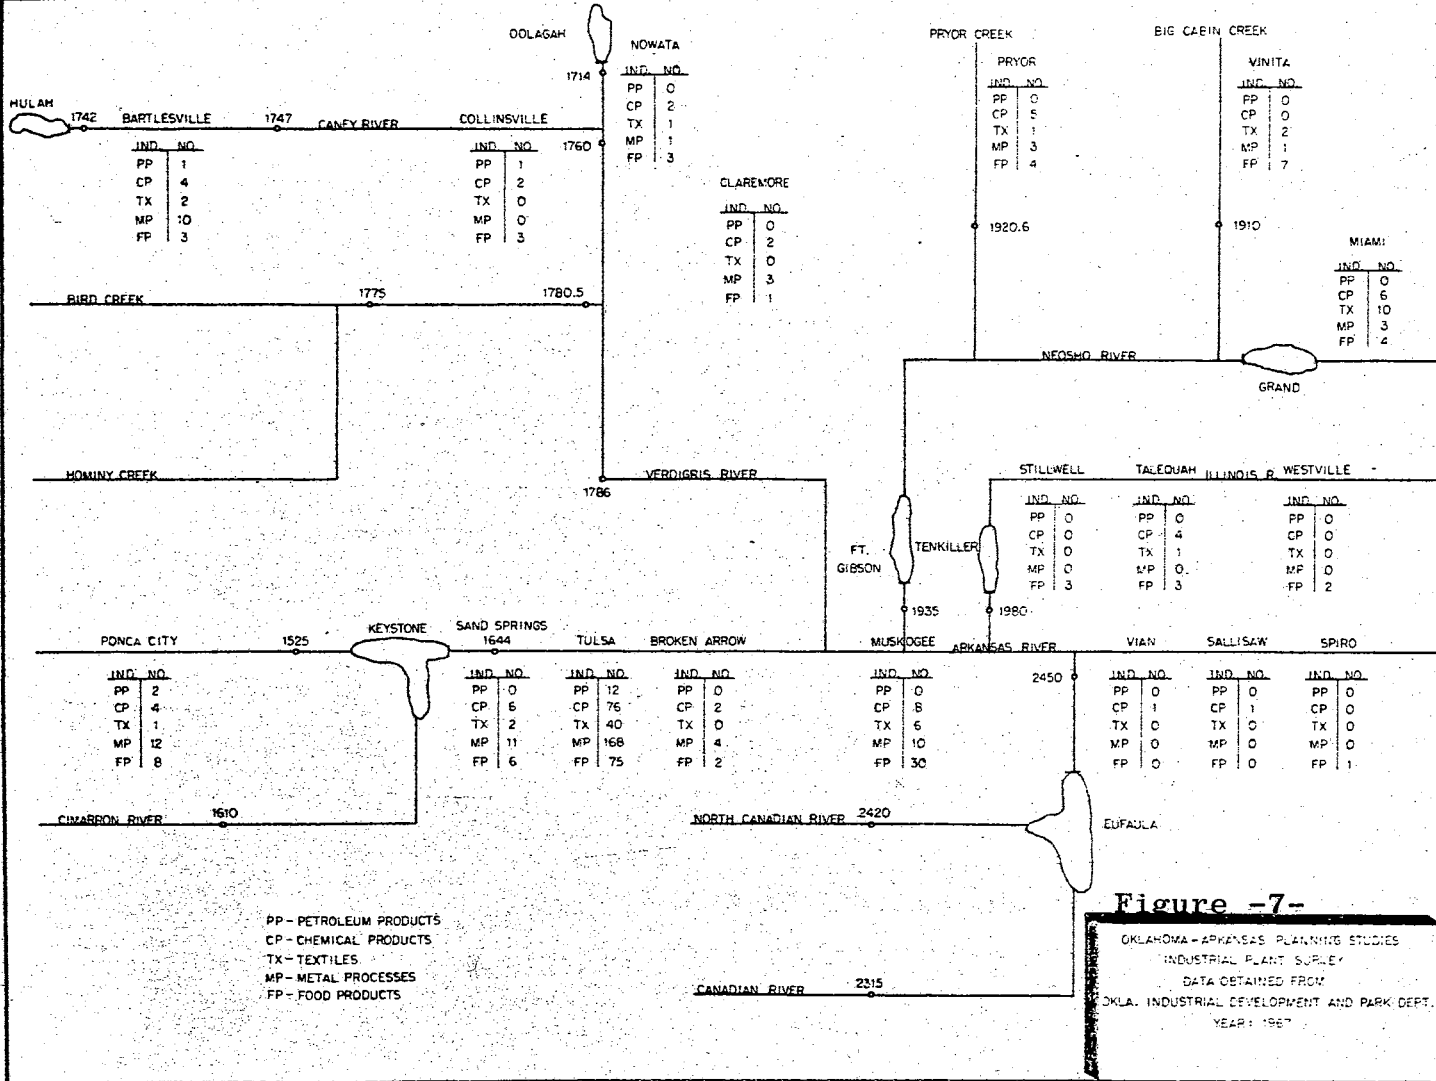 OOLAGAH
1714
NOWATA
IND. NO.
PP 0
CP 2
TX 1
MP 1
FP 3
PRYOR CREEK
PRYOR
IND. NO.
PP 0
CP 5
TX 1
MP 3
FP 4
1920.6
BIG CABIN CREEK
VINITA
IND. NO.
PP 0
CP 0
TX 2
MP 1
FP 7
1910
MIAMI
IND. NO.
PP 0
CP 6
TX 10
MP 3
FP 4
HULAH
1742 BARTLESVILLE 1747 CANEY RIVER COLLINSVILLE
1760
IND. NO.
PP 1
CP 4
TX 2
MP 10
FP 3
IND. NO.
PP 1
CP 2
TX 0
MP 0
FP 3
CLAREMORE
IND. NO.
PP 0
CP 2
TX 0
MP 3
FP 1
BIRD CREEK 1775 1780.5
NEOSHO RIVER
GRAND
HOMINY CREEK
1786
VERDIGRIS RIVER
STILLWELL TALEQUAH ILLINOIS R. WESTVILLE
IND. NO.
PP 0
CP 0
TX 0
MP 0
FP 3
IND. NO.
PP 0
CP 4
TX 1
MP 0
FP 3
IND. NO.
PP 0
CP 0
TX 0
MP 0
FP 2
FT.
GIBSON
TENKILLER
1935
1980
PONCA CITY 1525 KEYSTONE SAND SPRINGS
1644 TULSA BROKEN ARROW MUSKOGEE ARKANSAS RIVER VIAN SALLISAW SPIRO
IND. NO.
PP 2
CP 4
TX 1
MP 12
FP 8
IND. NO.
PP 0
CP 6
TX 2
MP 11
FP 6
IND. NO.
PP 12
CP 76
TX 40
MP 168
FP 75
IND. NO.
PP 0
CP 2
TX 0
MP 4
FP 2
IND. NO.
PP 0
CP 8
TX 6
MP 10
FP 30
2450
IND. NO.
PP 0
CP 1
TX 0
MP 0
FP 0
IND. NO.
PP 0
CP 1
TX 0
MP 0
FP 0
IND. NO.
PP 0
CP 0
TX 0
MP 0
FP 1
CIMARRON RIVER 1610
NORTH CANADIAN RIVER 2420
EUFAULA
CANADIAN RIVER 2315
PP - PETROLEUM PRODUCTS
CP - CHEMICAL PRODUCTS
TX - TEXTILES
MP - METAL PROCESSES
FP - FOOD PRODUCTS
Figure -7-
OKLAHOMA - ARKANSAS PLANNING STUDIES
INDUSTRIAL PLANT SURVEY
DATA OBTAINED FROM
OKLA. INDUSTRIAL DEVELOPMENT AND PARK DEPT.
YEAR: 1967